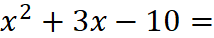 x² + 3x − 10 =